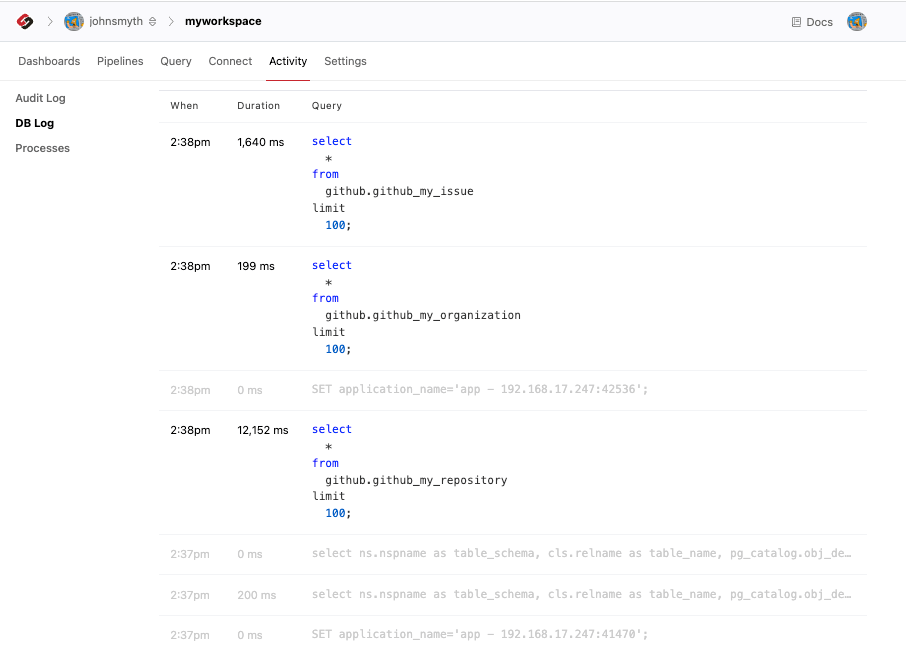 johnsmyth myworkspace Docs
Dashboards Pipelines Query Connect Activity Settings
Audit Log
DB Log
Processes
When Duration Query
2:38pm 1,640 ms select
*
from
github.github_my_issue
limit
100;
2:38pm 199 ms select
*
from
github.github_my_organization
limit
100;
2:38pm 0 ms SET application_name='app - 192.168.17.247:42536';
2:38pm 12,152 ms select
*
from
github.github_my_repository
limit
100;
2:37pm 0 ms select ns.nspname as table_schema, cls.relname as table_name, pg_catalog.obj_de…
2:37pm 200 ms select ns.nspname as table_schema, cls.relname as table_name, pg_catalog.obj_de…
2:37pm 0 ms SET application_name='app - 192.168.17.247:41470';